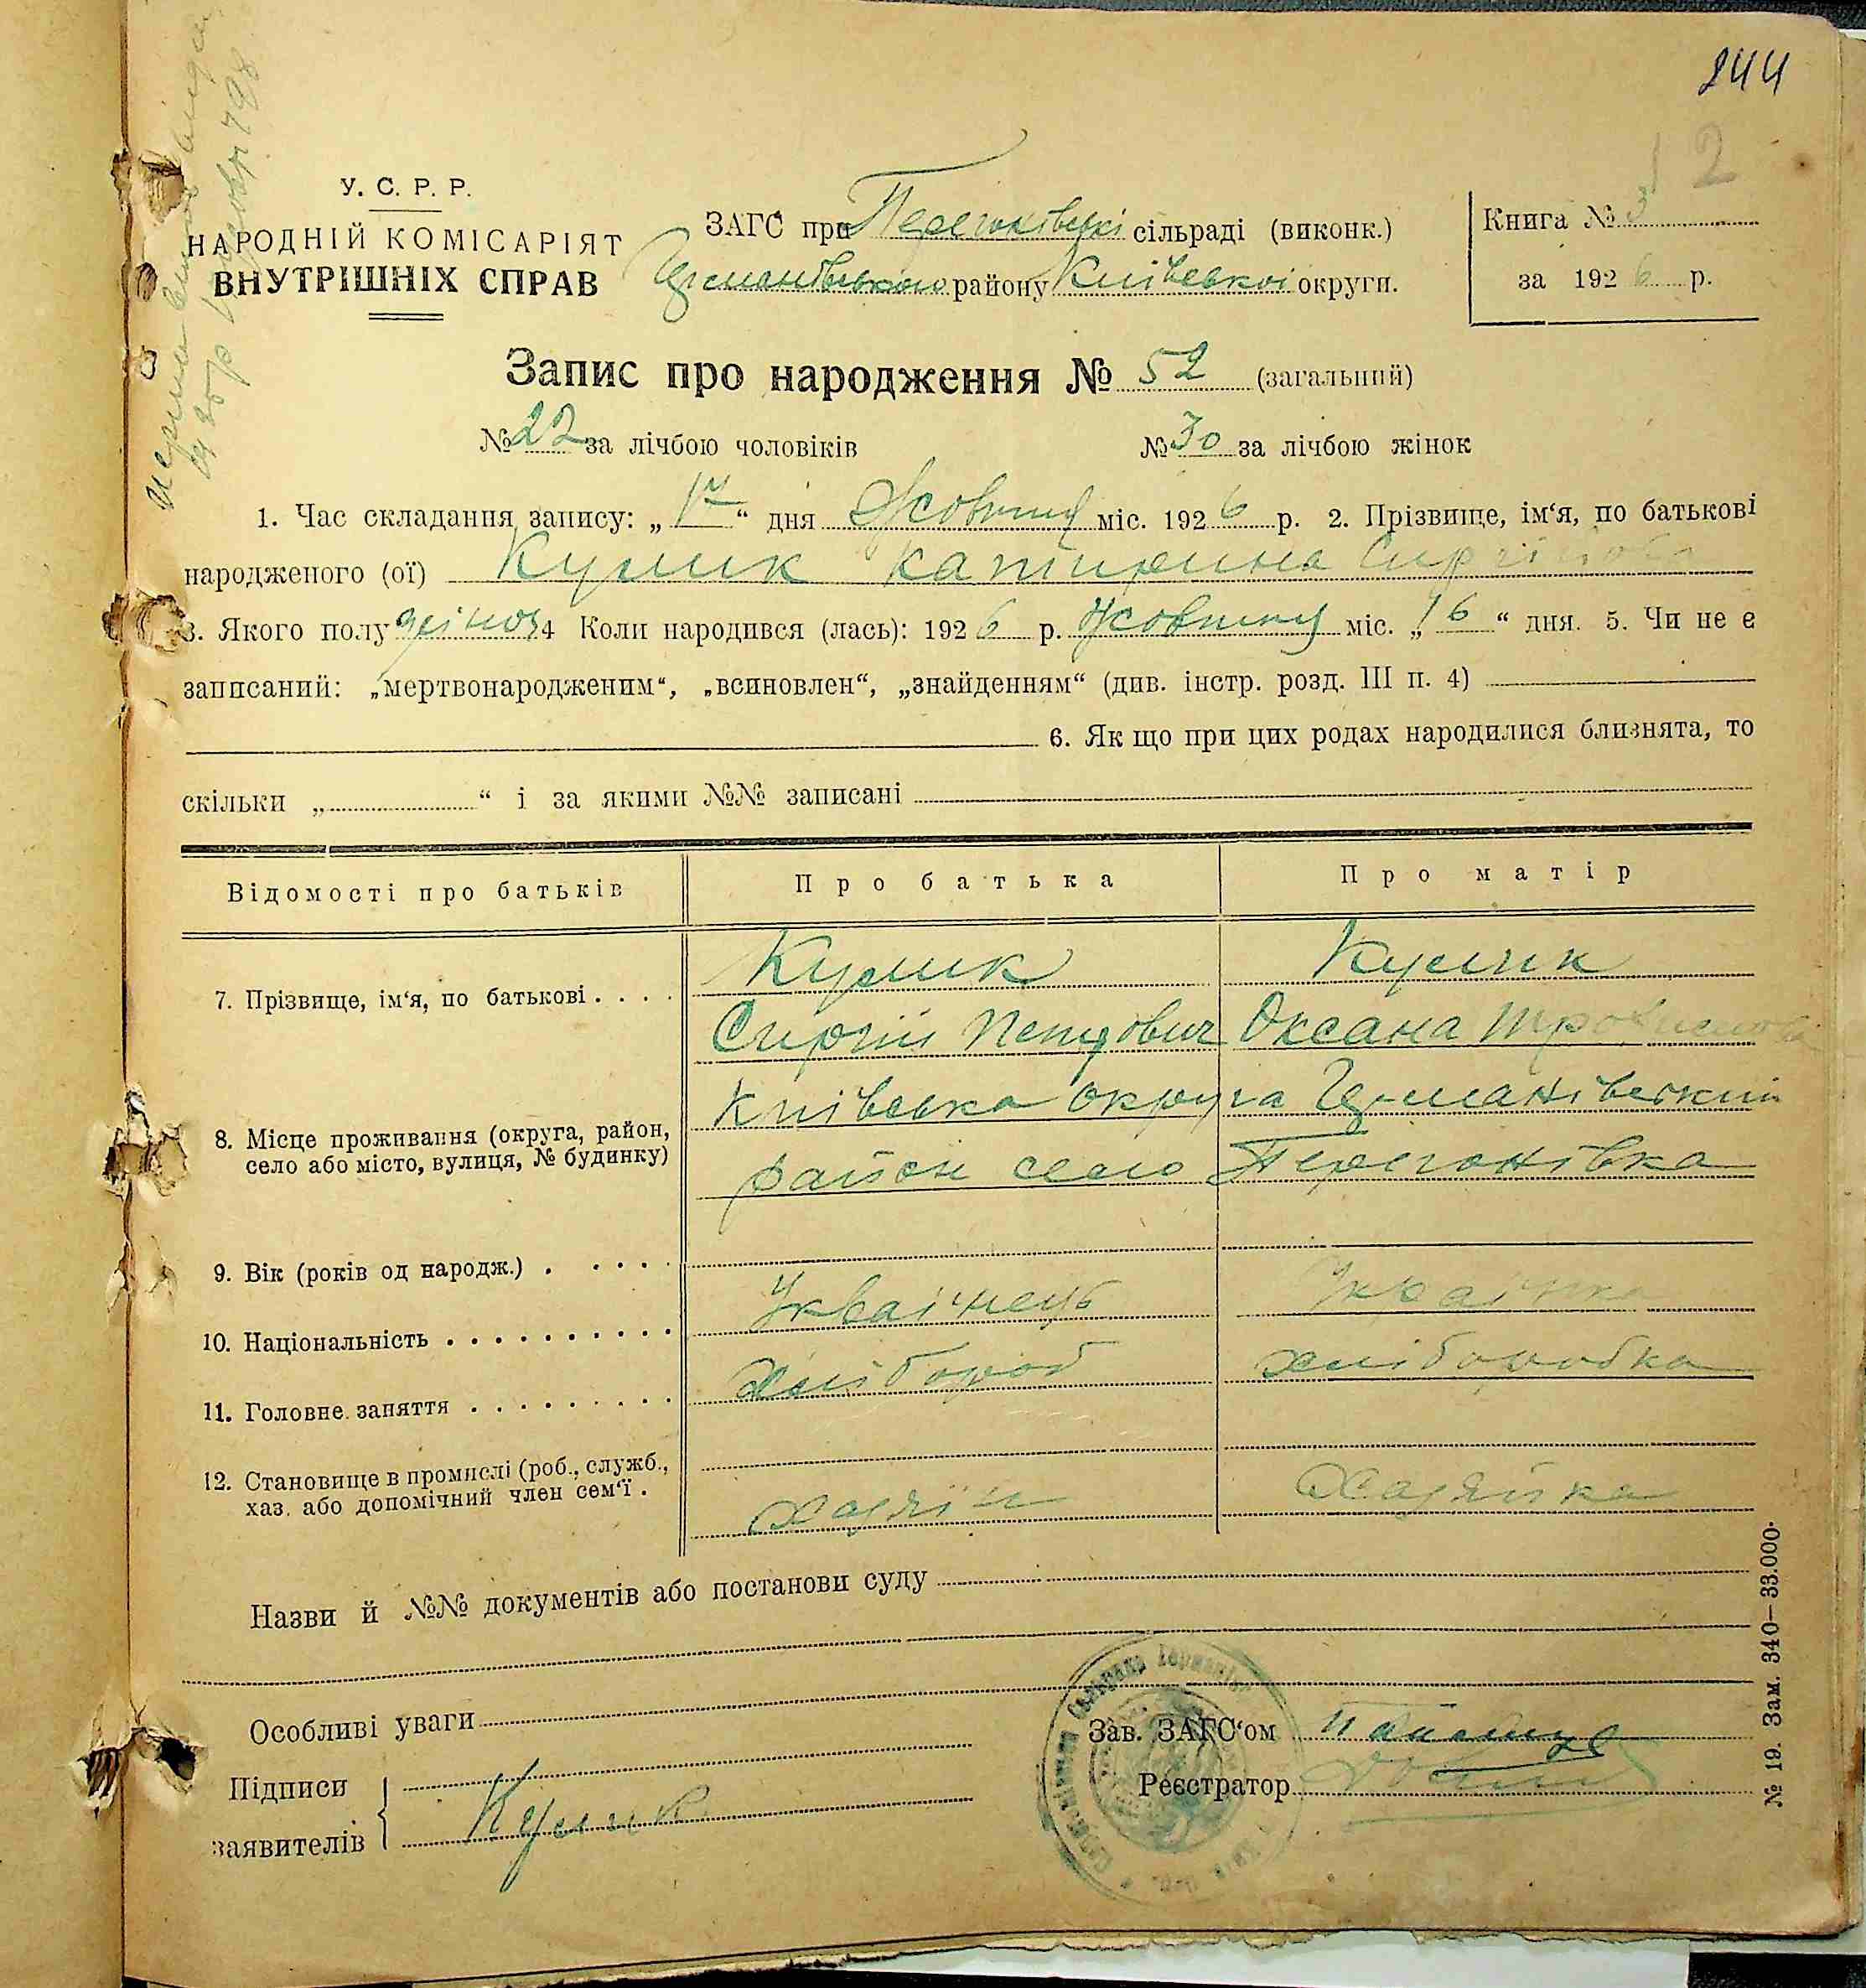 244
2
У. С. Р. Р.
НАРОДНІЙ КОМІСАРІЯТ
ВНУТРІШНІХ СПРАВ
ЗАГС при сільраді (виконк.)
району Київської округи.
Книга № 3
за 1926 р.
Запис про народження № 52 (загальний)
№ 22 за лічбою чоловіків № 30 за лічбою жінок
1. Час складання запису: „17“ дня Жовтня міс. 1926 р. 2. Прізвище, ім‘я, по батькові
народженого (ої) Кулик Катирина
3. Якого полу жіноч 4 Коли народився (лась): 1926 р. Жовтня міс. „16“ дня. 5. Чи не є
записаний: „мертвонародженим“, „всиновлен“, „знайденням“ (див. інстр. розд. III п. 4)
6. Як що при цих родах народилися близнята, то
скільки „ “ і за якими №№ записані
Відомості про батьків Про батька Про матір
7. Прізвище, ім‘я, по батькові . . . . Кулик Кулик
Сиргій Петрович Оксана
Київська округа
8. Місце проживання (округа, район,
село або місто, вулиця, № будинку) район село Перегонівка
9. Вік (років од народж.) . . . . .
10. Національність . . . . . . . . . . Українець Українка
11. Головне заняття . . . . . . . . . Хлібороб хліборобка
12. Становище в промислі (роб., служб.,
хаз. або допомічний член сем‘ї . Хазяїн Хазяйка
Назви й №№ документів або постанови суду
Особливі уваги
Зав. ЗАГС‘ом
Підписи
заявителів Кулик
Реєстратор
№ 19. Зам. 340—33.000.